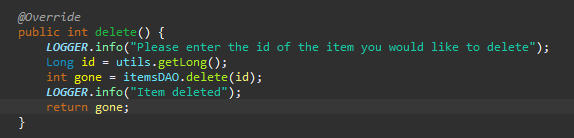 @Override
public int delete() {
LOGGER.info("Please enter the id of the item you would like to delete");
Long id = utils.getLong();
int gone = itemsDAO.delete(id);
LOGGER.info("Item deleted");
return gone;
}